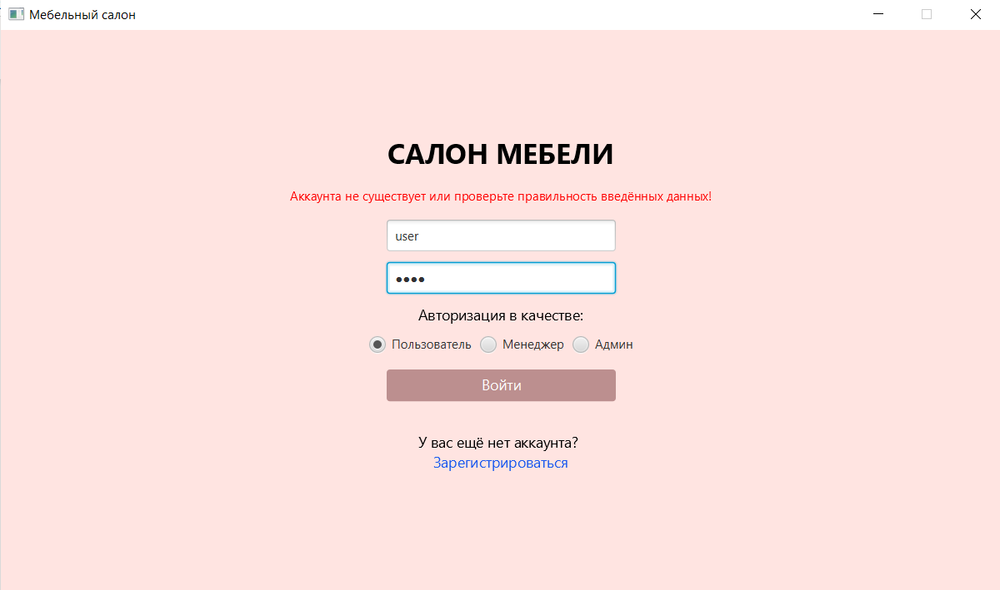 Мебельный салон
САЛОН МЕБЕЛИ
Аккаунта не существует или проверьте правильность введённых данных!
user
••••
Авторизация в качестве:
Пользователь Менеджер Админ
Войти
У вас ещё нет аккаунта?
Зарегистрироваться